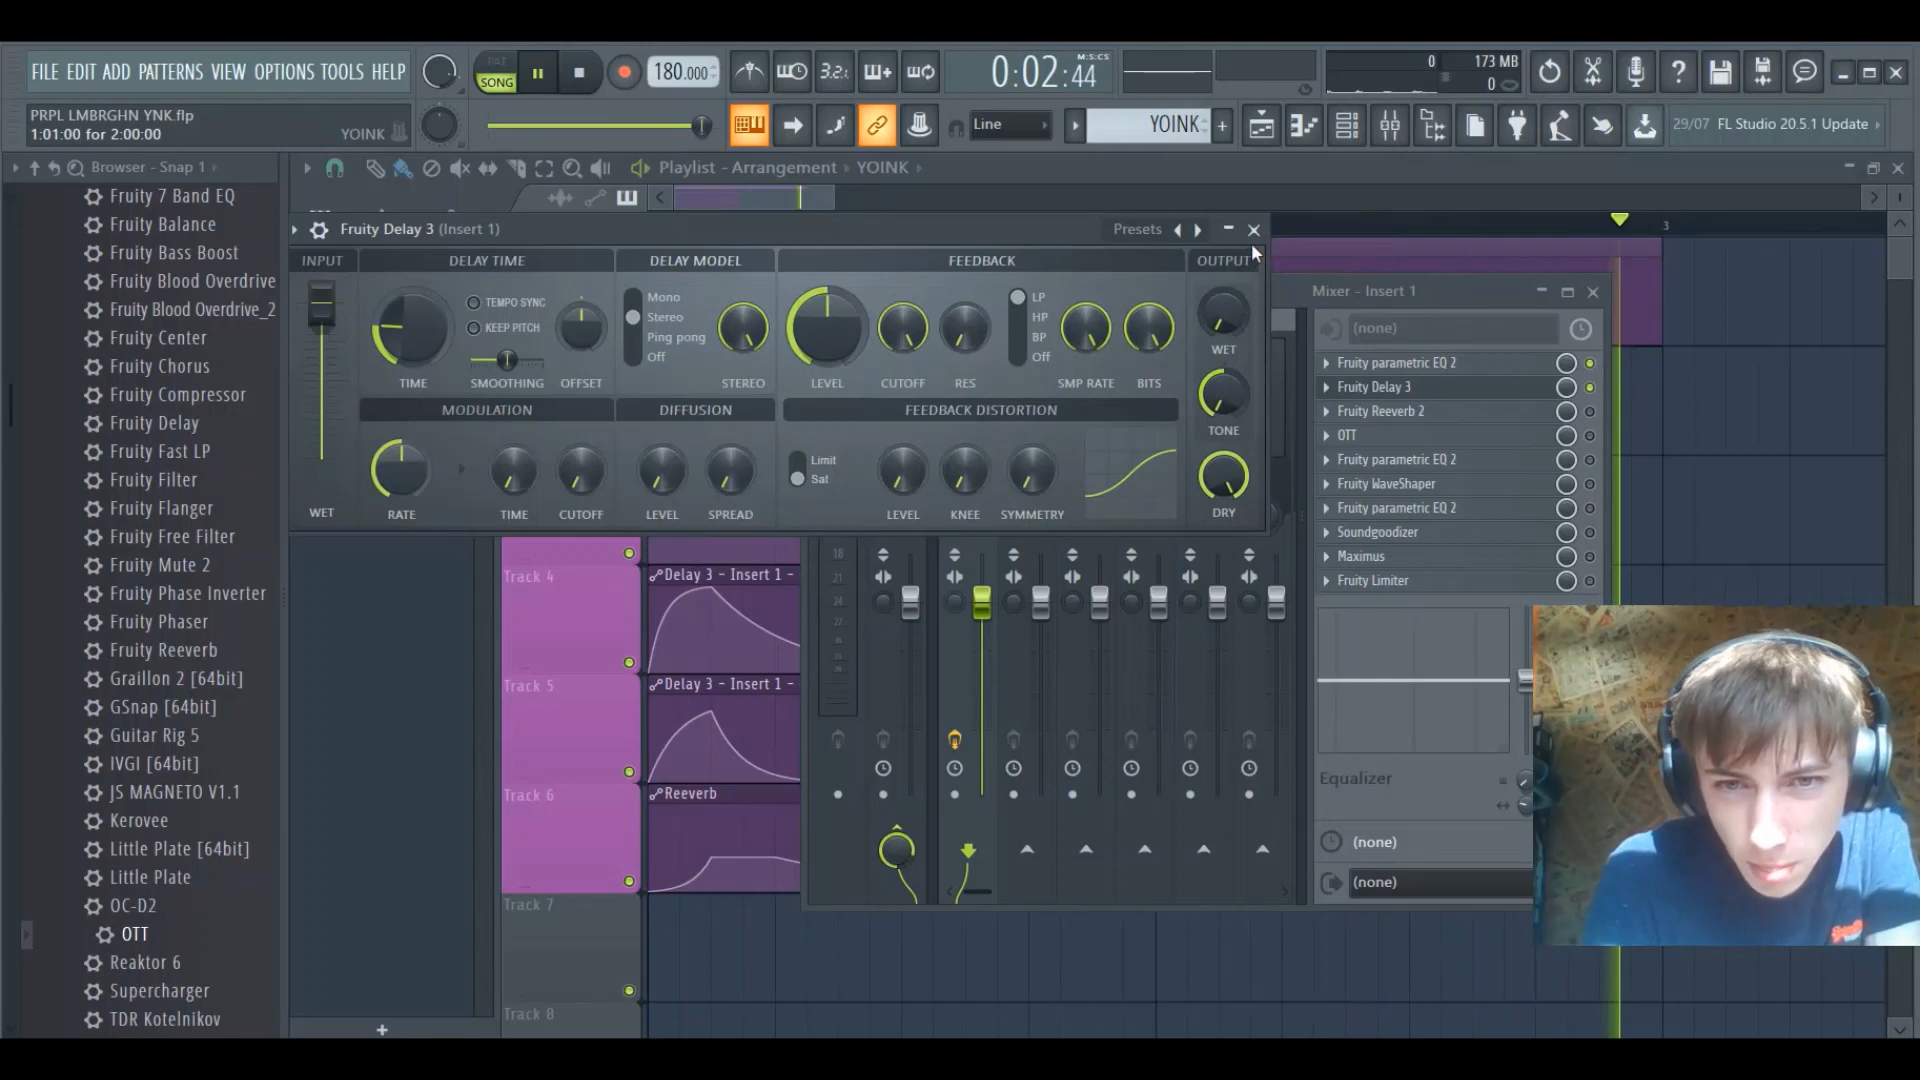 FILE EDIT ADD PATTERNS VIEW OPTIONS TOOLS HELP
PAT
SONG
180.000
3.2.
0:02:44
M:S:CS
0
173 MB
0
PRPL LMBRGHN YNK.flp
1:01:00 for 2:00:00
YOINK
Line
YOINK
29/07 FL Studio 20.5.1 Update
Browser - Snap 1
Playlist - Arrangement
YOINK
3
Fruity 7 Band EQ
Fruity Balance
Fruity Bass Boost
Fruity Blood Overdrive
Fruity Blood Overdrive_2
Fruity Center
Fruity Chorus
Fruity Compressor
Fruity Delay
Fruity Fast LP
Fruity Filter
Fruity Flanger
Fruity Free Filter
Fruity Mute 2
Fruity Phase Inverter
Fruity Phaser
Fruity Reeverb
Graillon 2 [64bit]
GSnap [64bit]
Guitar Rig 5
IVGI [64bit]
JS MAGNETO V1.1
Kerovee
Little Plate [64bit]
Little Plate
OC-D2
OTT
Reaktor 6
Supercharger
TDR Kotelnikov
Fruity Delay 3 (Insert 1)
Presets
INPUT
DELAY TIME
DELAY MODEL
FEEDBACK
OUTPUT
TEMPO SYNC
KEEP PITCH
Mono
Stereo
Ping pong
Off
LP
HP
BP
Off
WET
TIME
SMOOTHING
OFFSET
STEREO
LEVEL
CUTOFF
RES
SMP RATE
BITS
MODULATION
DIFFUSION
FEEDBACK DISTORTION
TONE
Limit
Sat
WET
RATE
TIME
CUTOFF
LEVEL
SPREAD
LEVEL
KNEE
SYMMETRY
DRY
Track 4
Delay 3 - Insert 1 -
Track 5
Delay 3 - Insert 1 -
Track 6
Reeverb
Track 7
Track 8
18
21
24
27
Mixer - Insert 1
(none)
Fruity parametric EQ 2
Fruity Delay 3
Fruity Reeverb 2
OTT
Fruity parametric EQ 2
Fruity WaveShaper
Fruity parametric EQ 2
Soundgoodizer
Maximus
Fruity Limiter
Equalizer
(none)
(none)